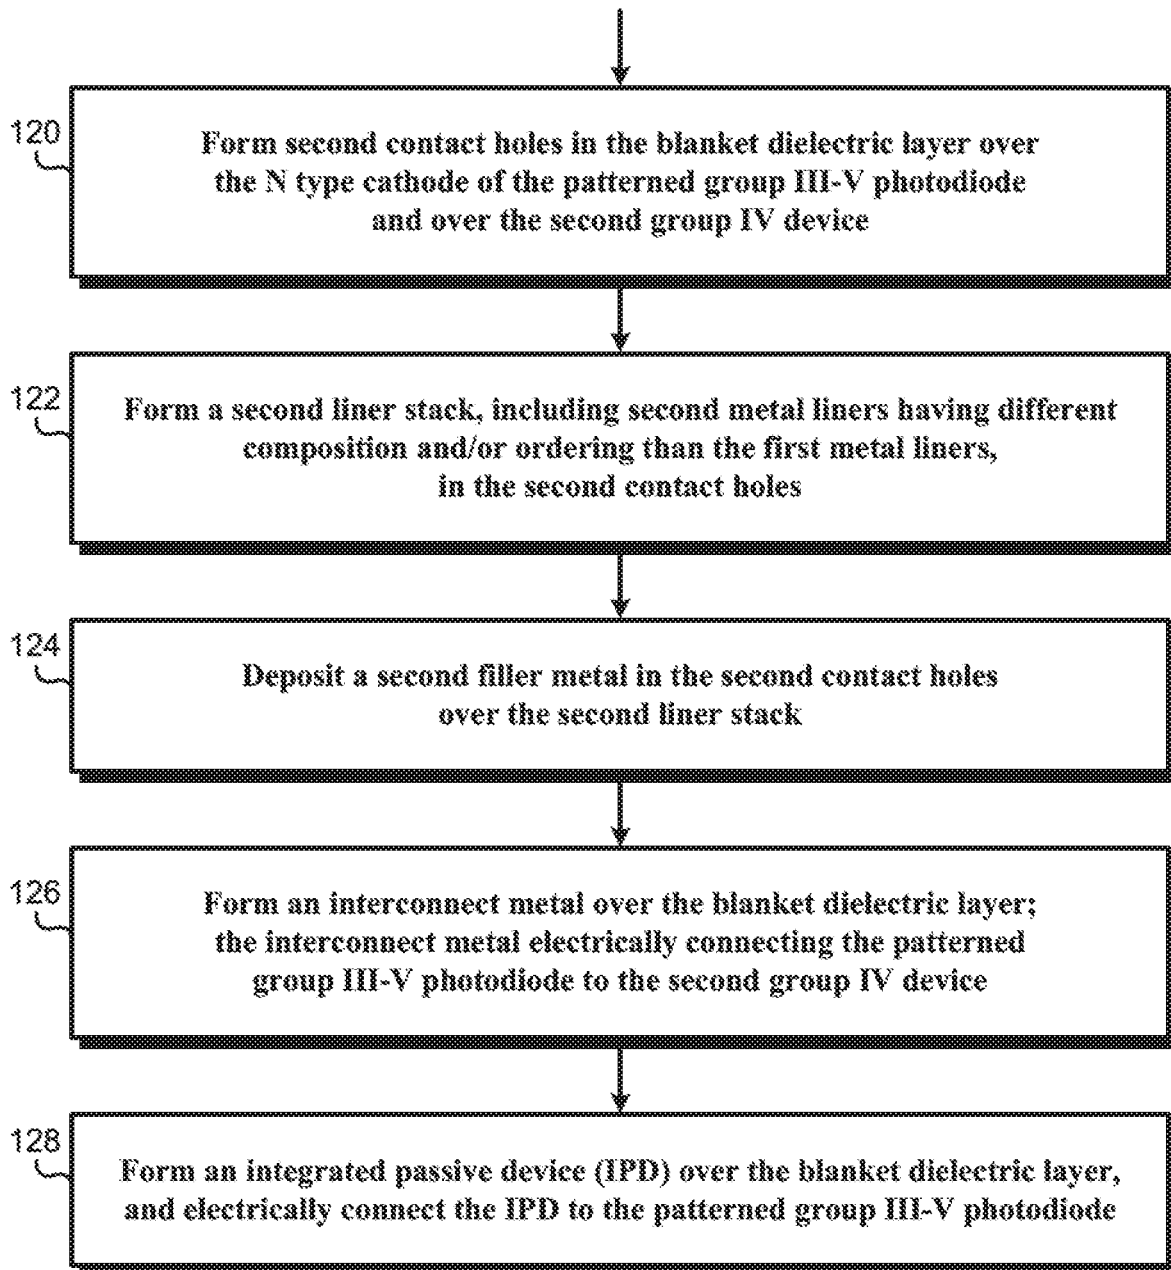 120
Form second contact holes in the blanket dielectric layer over
the N type cathode of the patterned group III-V photodiode
and over the second group IV device
122
Form a second liner stack, including second metal liners having different
composition and/or ordering than the first metal liners,
in the second contact holes
124
Deposit a second filler metal in the second contact holes
over the second liner stack
126
Form an interconnect metal over the blanket dielectric layer;
the interconnect metal electrically connecting the patterned
group III-V photodiode to the second group IV device
128
Form an integrated passive device (IPD) over the blanket dielectric layer,
and electrically connect the IPD to the patterned group III-V photodiode